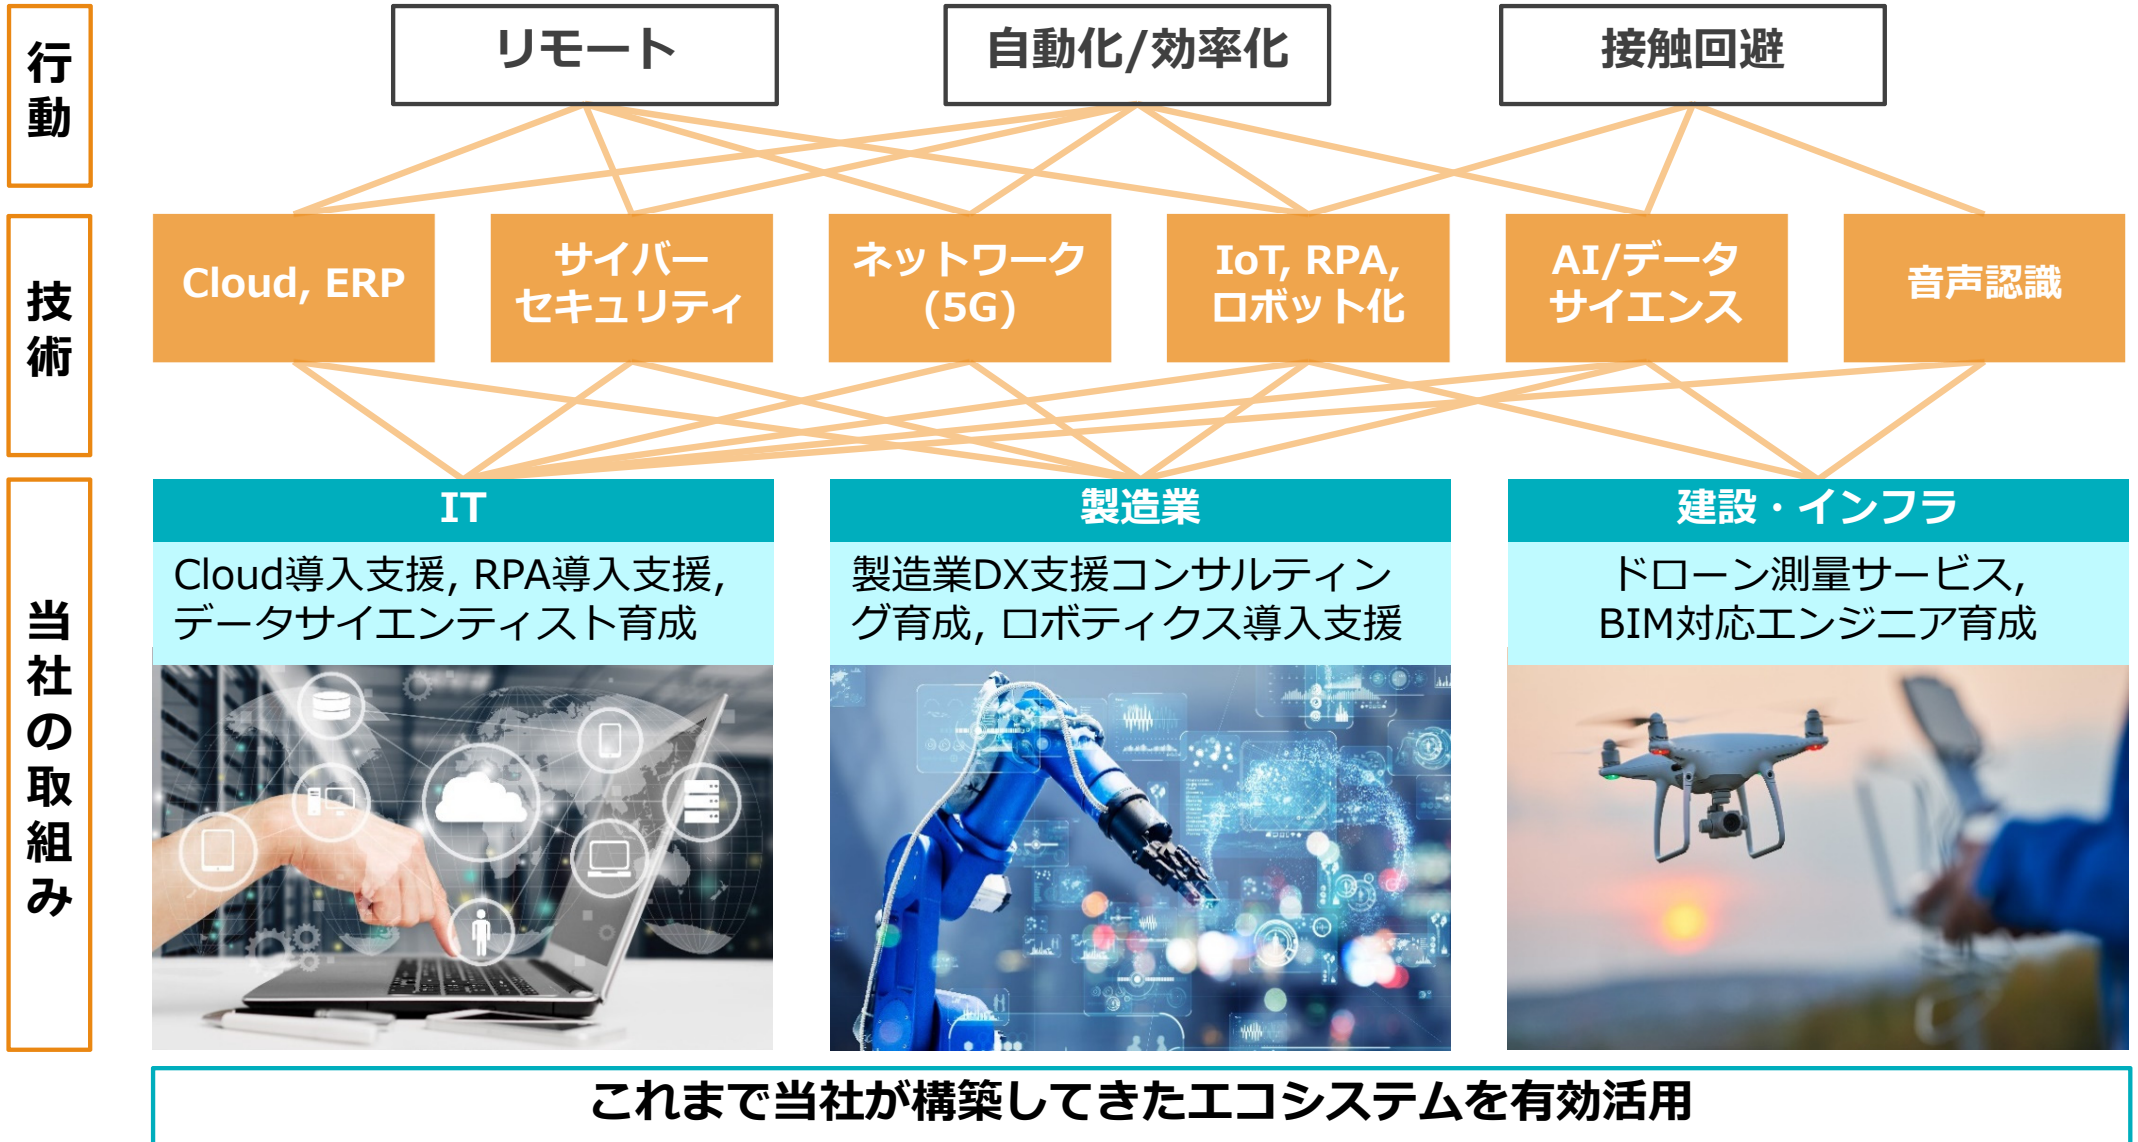 行動
リモート
自動化/効率化
接触回避
技術
Cloud, ERP
サイバー
セキュリティ
ネットワーク
(5G)
IoT, RPA,
ロボット化
AI/データ
サイエンス
音声認識
当社の取組み
IT
Cloud導入支援, RPA導入支援,
データサイエンティスト育成
製造業
製造業DX支援コンサルティン
グ育成, ロボティクス導入支援
建設・インフラ
ドローン測量サービス,
BIM対応エンジニア育成
これまで当社が構築してきたエコシステムを有効活用